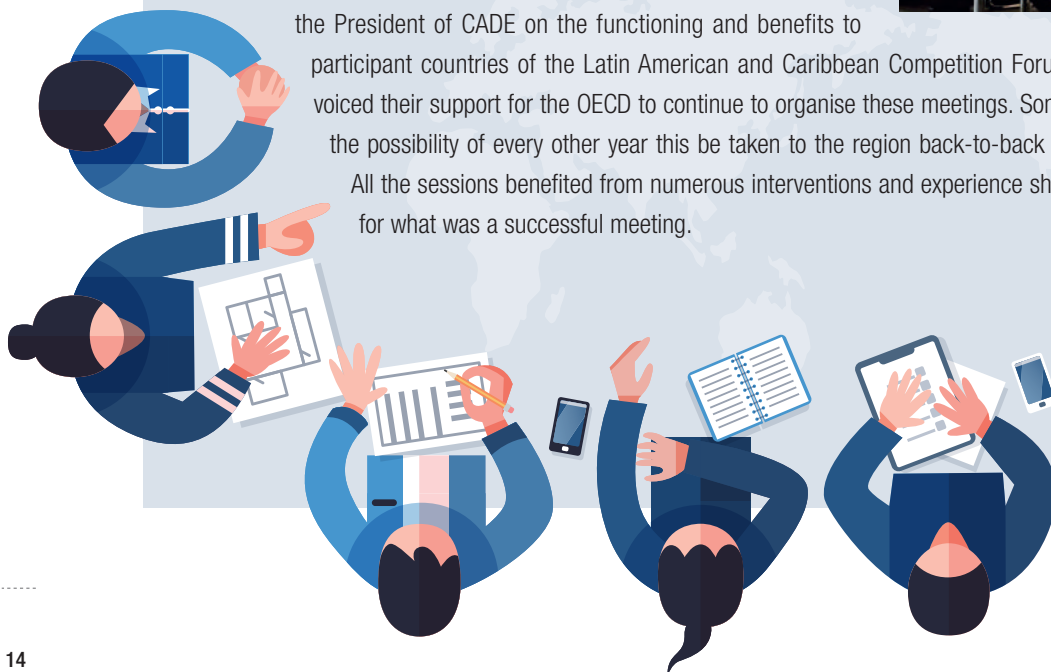 the President of CADE on the functioning and benefits to
participant countries of the Latin American and Caribbean Competition
voiced their support for the OECD to continue to organise these meetings.
the possibility of every other year this be taken to the region back-to-back
All the sessions benefited from numerous interventions and experience
for what was a successful meeting.
14